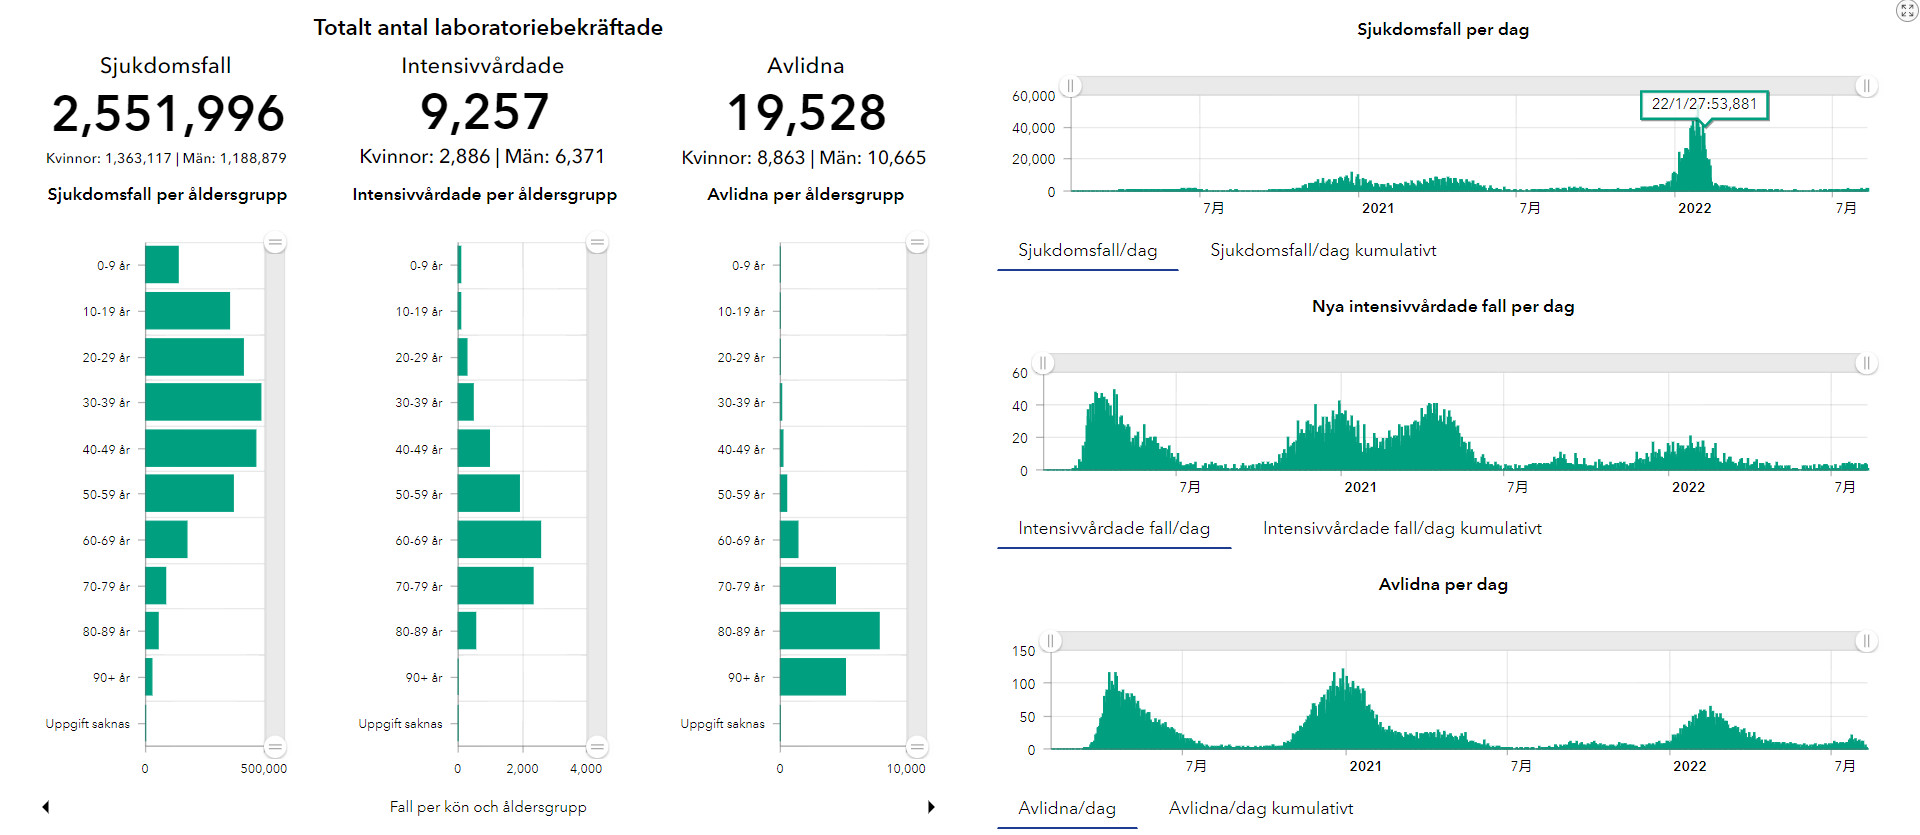 Totalt antal laboratoriebekräftade
Sjukdomsfall
2,551,996
Kvinnor: 1,363,117 | Män: 1,188,879
Sjukdomsfall per åldersgrupp
0-9 år
10-19 år
20-29 år
30-39 år
40-49 år
50-59 år
60-69 år
70-79 år
80-89 år
90+ år
Uppgift saknas
0 500,000
Intensivvårdade
9,257
Kvinnor: 2,886 | Män: 6,371
Intensivvårdade per åldersgrupp
0-9 år
10-19 år
20-29 år
30-39 år
40-49 år
50-59 år
60-69 år
70-79 år
80-89 år
90+ år
Uppgift saknas
0 2,000 4,000
Avlidna
19,528
Kvinnor: 8,863 | Män: 10,665
Avlidna per åldersgrupp
0-9 år
10-19 år
20-29 år
30-39 år
40-49 år
50-59 år
60-69 år
70-79 år
80-89 år
90+ år
Uppgift saknas
0 10,000
Fall per kön och åldersgrupp
Sjukdomsfall per dag
60,000
40,000
20,000
0
22/1/27:53,881
7月 2021 7月 2022 7月
Sjukdomsfall/dag Sjukdomsfall/dag kumulativt
Nya intensivvårdade fall per dag
60
40
20
0
7月 2021 7月 2022 7月
Intensivvårdade fall/dag Intensivvårdade fall/dag kumulativt
Avlidna per dag
150
100
50
0
7月 2021 7月 2022 7月
Avlidna/dag Avlidna/dag kumulativt